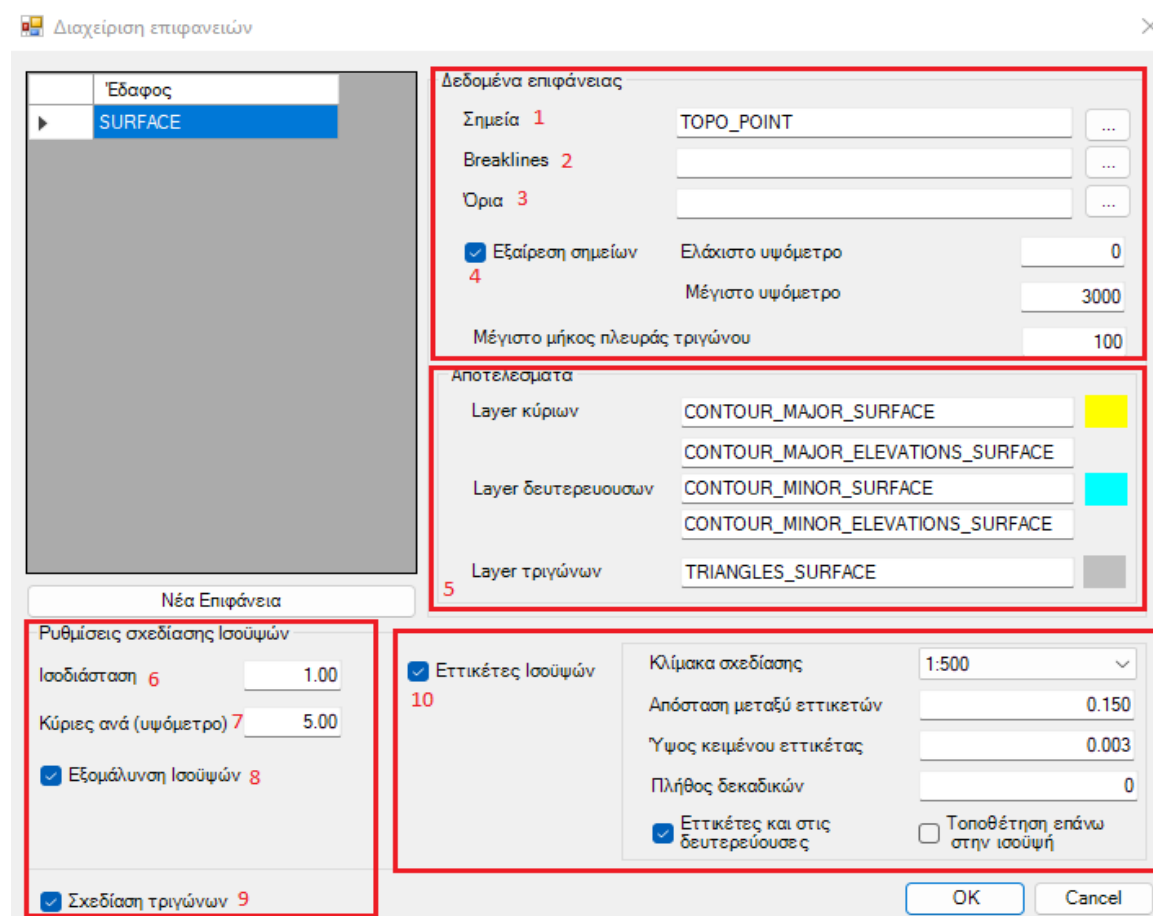 Διαχείριση επιφανειών
Έδαφος
SURFACE
Δεδομένα επιφάνειας
Σημεία 1 TOPO_POINT ...
Breaklines 2 ...
Όρια 3 ...
Εξαίρεση σημείων Ελάχιστο υψόμετρο 0
4
Μέγιστο υψόμετρο 3000
Μέγιστο μήκος πλευράς τριγώνου 100
Αποτελέσματα
Layer κύριων CONTOUR_MAJOR_SURFACE
CONTOUR_MAJOR_ELEVATIONS_SURFACE
Layer δευτερευουσων CONTOUR_MINOR_SURFACE
CONTOUR_MINOR_ELEVATIONS_SURFACE
Layer τριγώνων TRIANGLES_SURFACE
5
Νέα Επιφάνεια
Ρυθμίσεις σχεδίασης Ισοϋψών
Ισοδιάσταση 6 1.00
Κύριες ανά (υψόμετρο) 7 5.00
Εξομάλυνση Ισοϋψών 8
Σχεδίαση τριγώνων 9
Εττικέτες Ισοϋψών
10
Κλίμακα σχεδίασης 1:500
Απόσταση μεταξύ εττικετών 0.150
Ύψος κειμένου εττικέτας 0.003
Πλήθος δεκαδικών 0
Εττικέτες και στις
δευτερεύουσες
Τοποθέτηση επάνω
στην ισοϋψή
OK Cancel